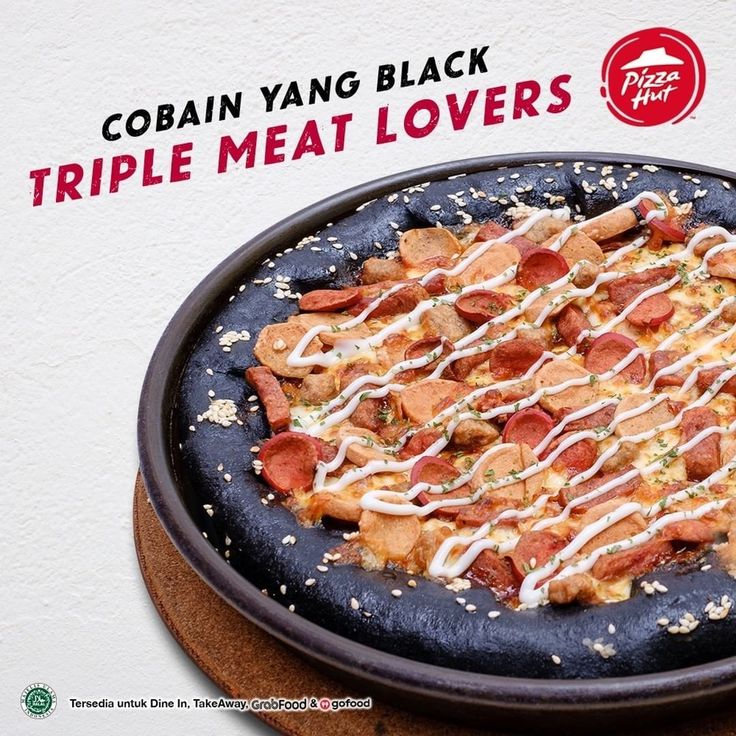 COBAIN YANG BLACK
TRIPLE MEAT LOVERS
Pizza
Hut
Tersedia untuk Dine In, TakeAway, GrabFood & gofood